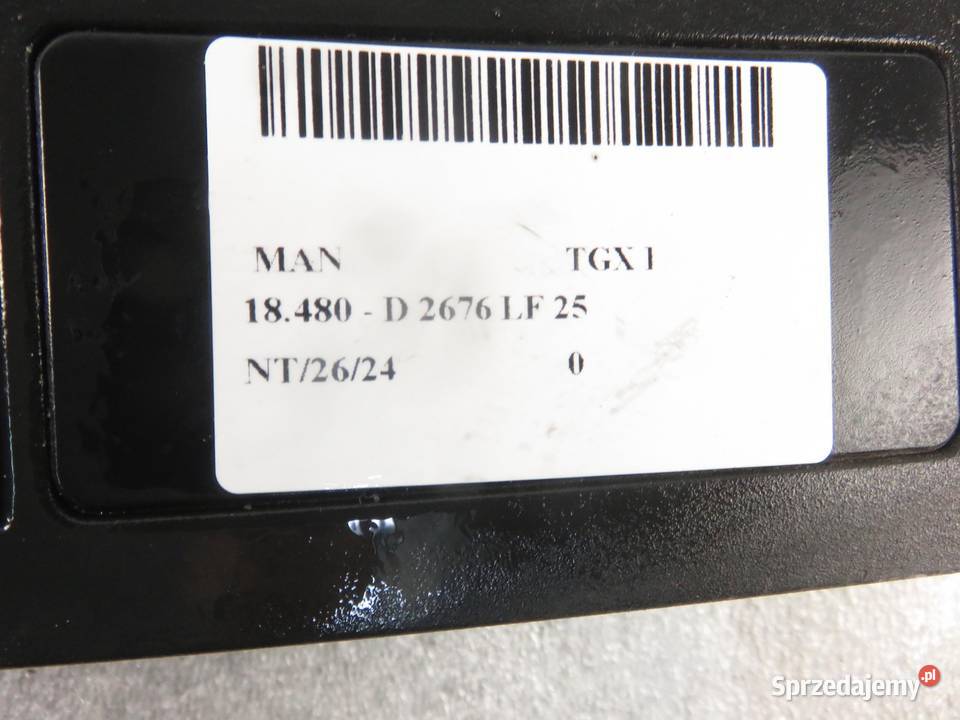 MAN TGX I
18.480 - D 2676 LF 25
NT/26/24 0
Sprzedajemy.pl